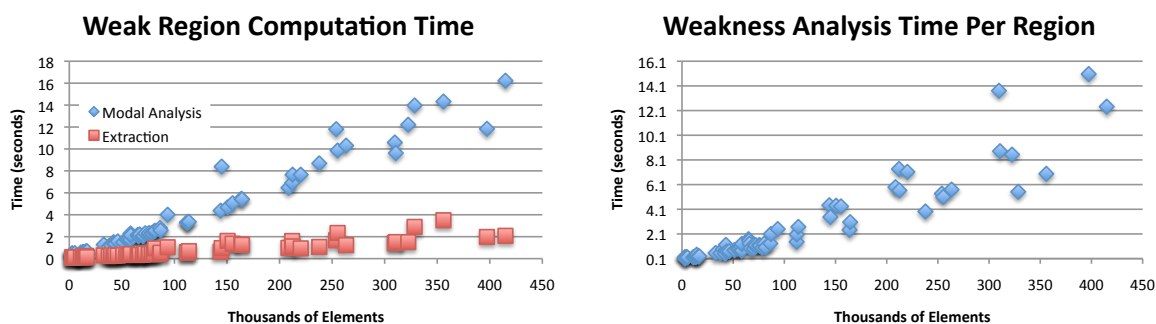 Weak Region Computation Time
18
16
14
12
10
8
6
4
2
0
Time (seconds)
Modal Analysis
Extraction
0 50 100 150 200 250 300 350 400 450
Thousands of Elements
Weakness Analysis Time Per Region
16.1
14.1
12.1
10.1
8.1
6.1
4.1
2.1
0.1
Time (seconds)
0 50 100 150 200 250 300 350 400 450
Thousands of Elements